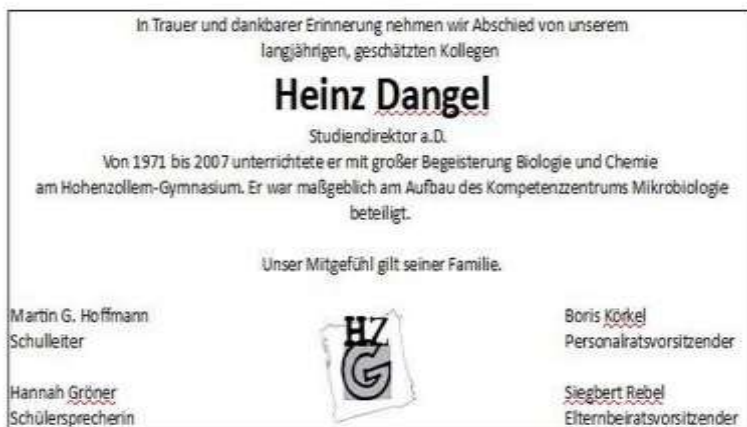 In Trauer und dankbarer Erinnerung nehmen wir Abschied von unserem
langjährigen, geschätzten Kollegen
Heinz Dangel
Studiendirektor a.D.
Von 1971 bis 2007 unterrichtete er mit großer Begeisterung Biologie und Chemie
am Hohenzollern-Gymnasium. Er war maßgeblich am Aufbau des Kompetenzzentrums Mikrobiologie
beteiligt.
Unser Mitgefühl gilt seiner Familie.
Martin G. Hoffmann
Schulleiter
HZ
G
Boris Körkel
Personalratsvorsitzender
Hannah Gröner
Schülersprecherin
Siegbert Rebel
Elternbeiratsvorsitzender